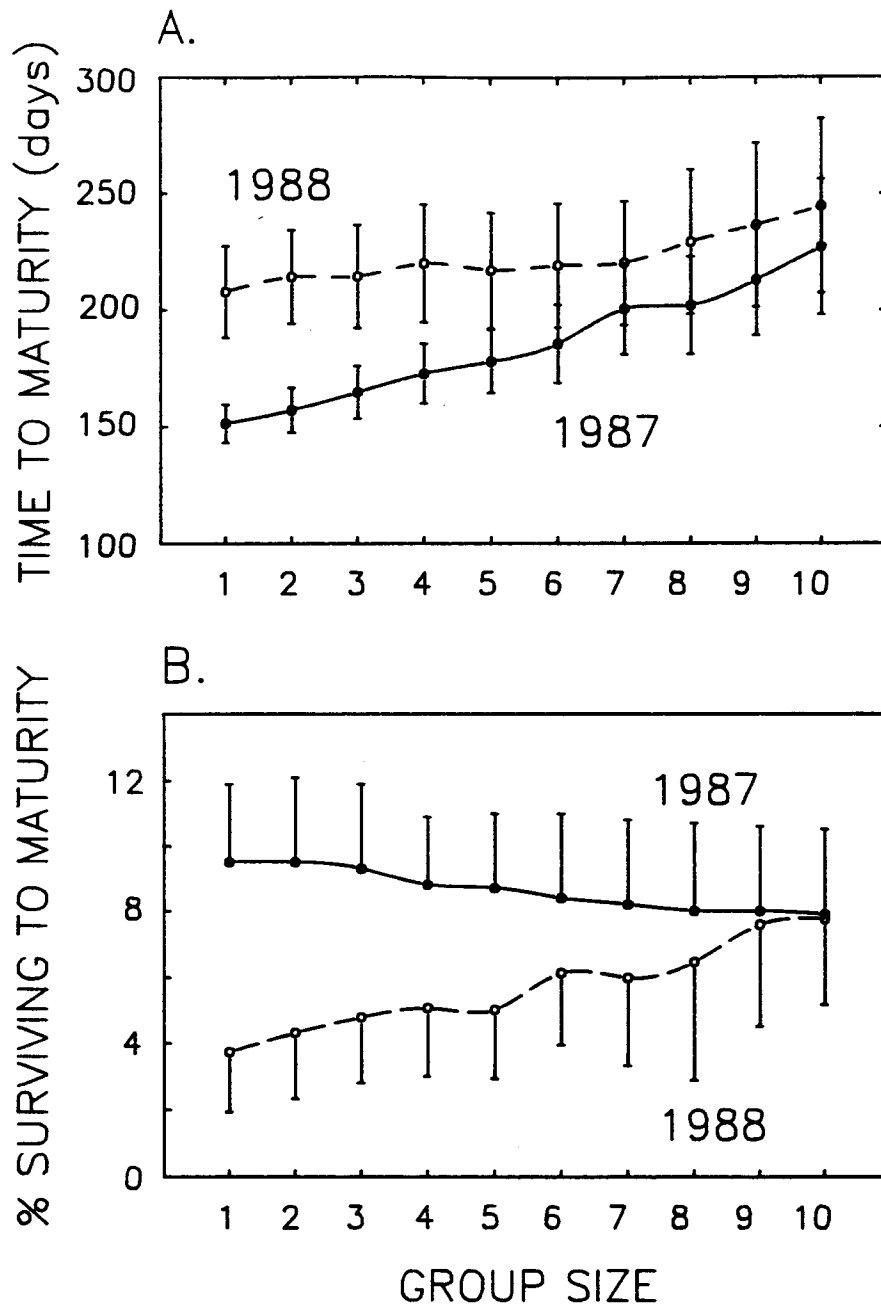 A.
TIME TO MATURITY (days)
300
250
200
150
100
1988
1987
1 2 3 4 5 6 7 8 9 10
B.
% SURVIVING TO MATURITY
12
8
4
0
1987
1988
1 2 3 4 5 6 7 8 9 10
GROUP SIZE